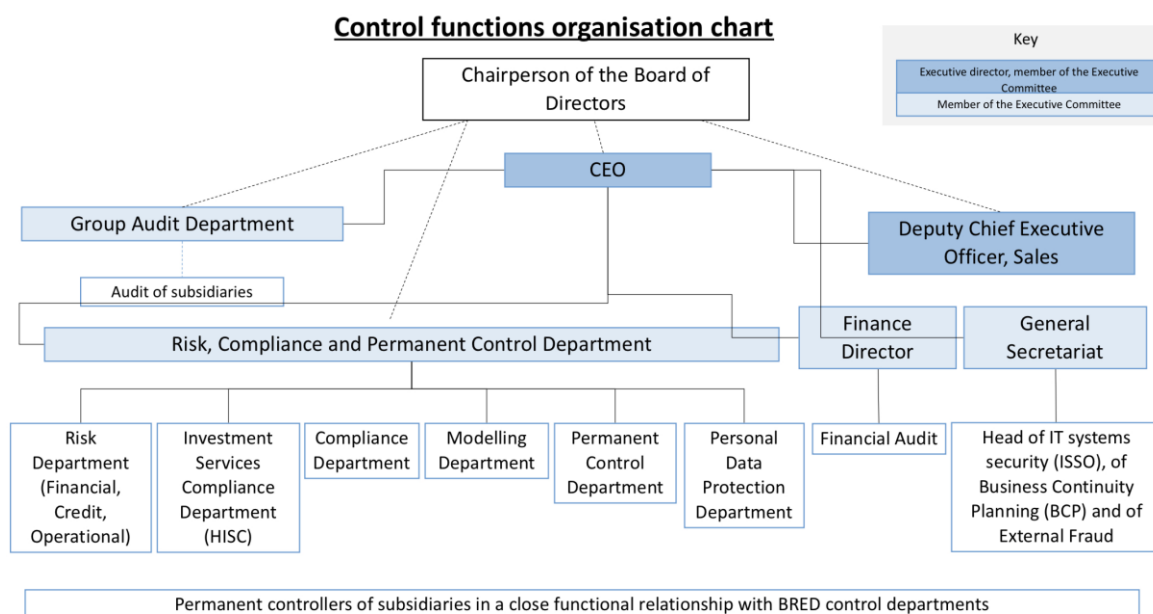 Control functions organisation chart
Key
Executive director, member of the Executive
Committee
Member of the Executive Committee
Chairperson of the Board of
Directors
CEO
Group Audit Department
Deputy Chief Executive
Officer, Sales
Audit of subsidiaries
Risk, Compliance and Permanent Control Department
Finance
Director
General
Secretariat
Risk
Department
(Financial,
Credit,
Operational)
Investment
Services
Compliance
Department
(HISC)
Compliance
Department
Modelling
Department
Permanent
Control
Department
Personal
Data
Protection
Department
Financial Audit
Head of IT systems
security (ISSO), of
Business Continuity
Planning (BCP) and of
External Fraud
Permanent controllers of subsidiaries in a close functional relationship with BRED control departments